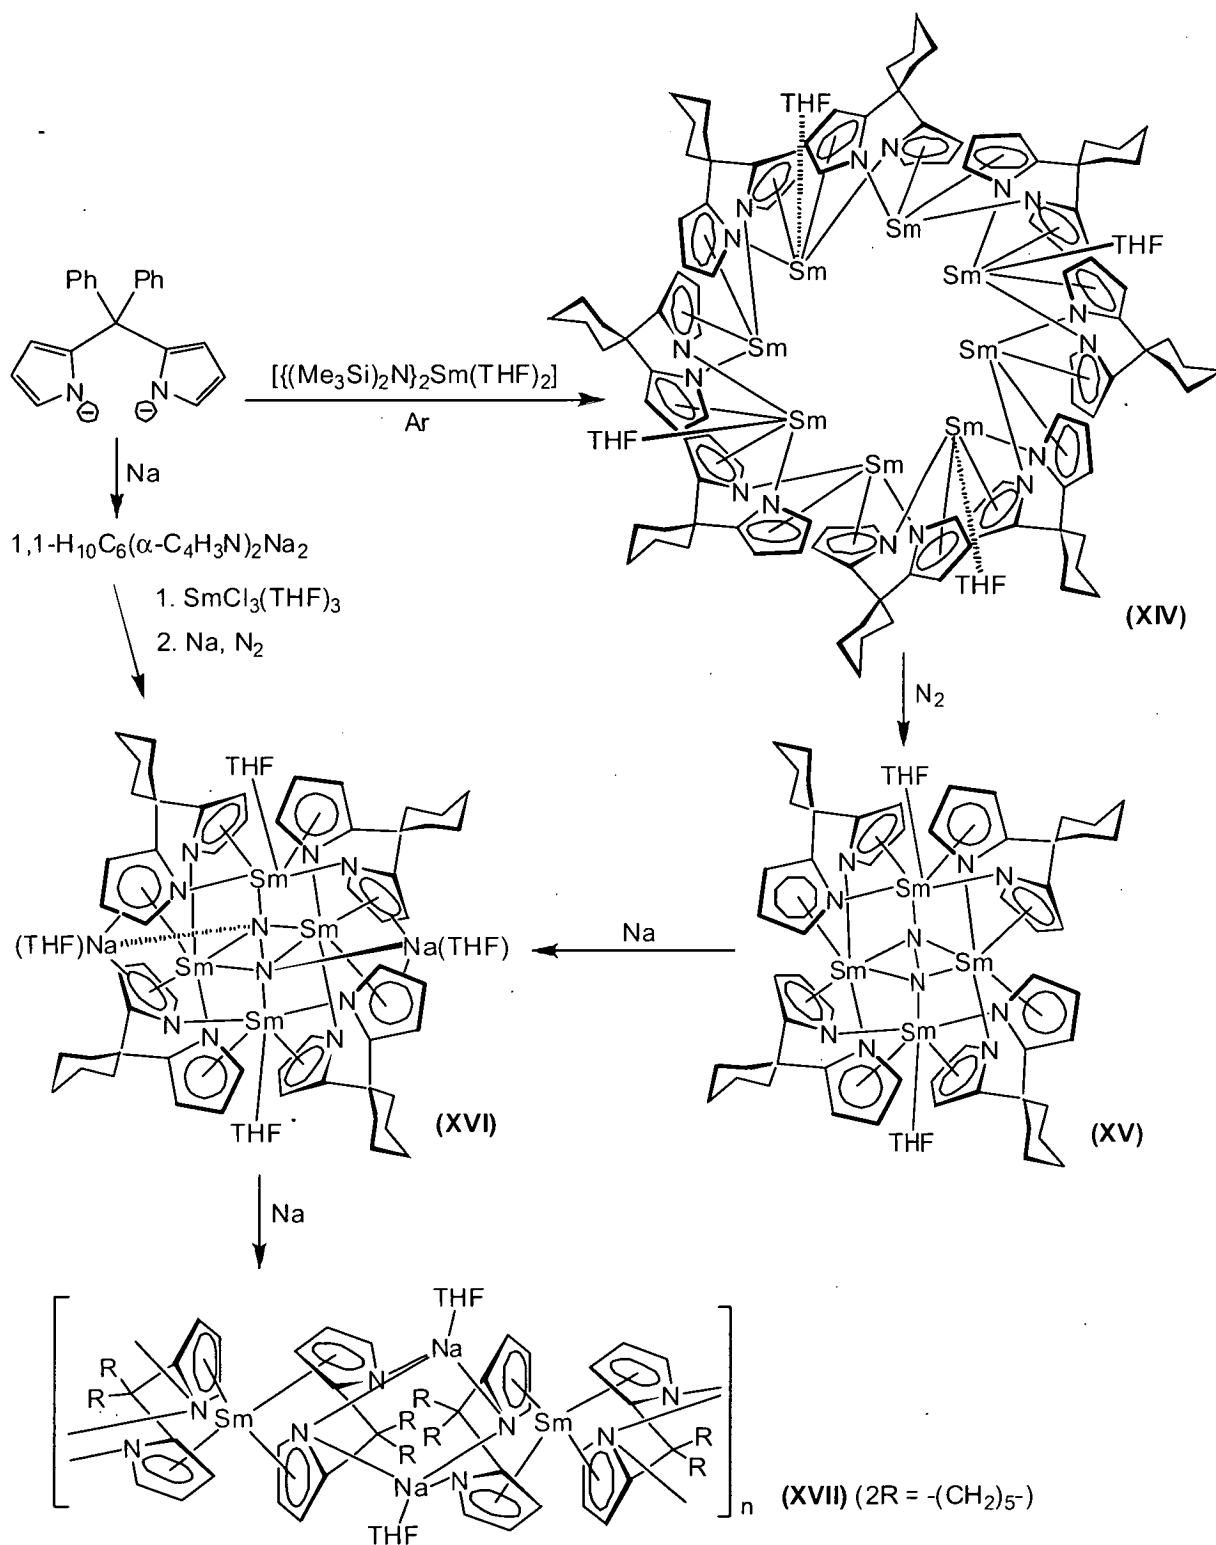 THF
THF
Ph Ph
N N
N N
N N
Sm
Sm
Sm
N
N
N
N
THF
[{(Me₃Si)₂N}₂Sm(THF)₂]
Ar
N
N
Sm
Sm
N
N
THF
Sm
Sm
Sm
N
N
N
N
N
N
THF
(XIV)
Na
1,1-H₁₀C₆(α-C₄H₃N)₂Na₂
1. SmCl₃(THF)₃
2. Na, N₂
N₂
THF
N
N
N
N
Sm
N
Sm
(THF)Na
Na(THF)
Sm
N
Sm
N
N
N
N
THF
(XVI)
Na
THF
N
N
N
N
Sm
N
Sm
Sm
N
Sm
N
N
N
N
THF
(XV)
Na
THF
Na
R
R
N
Sm
N
N
N
R
R
R
R
N
Sm
N
N
R
R
Na
N
THF
n
(XVII) (2R = -(CH₂)₅-)